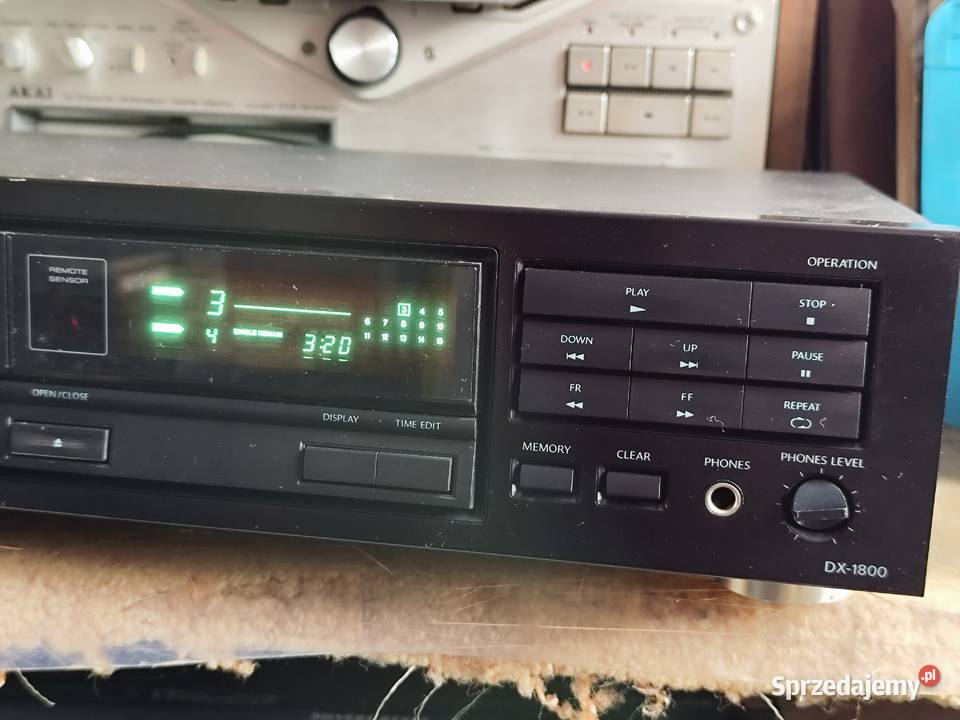 AKAI
OPERATION
REMOTE
SENSOR
PLAY
STOP
3
3 4 5
6 7 8 9 10
11 12 13 14 15
4 SINGLE REMAIN 3:20
DOWN
UP
PAUSE
FR
FF
REPEAT
OPEN/CLOSE
DISPLAY
TIME EDIT
MEMORY
CLEAR
PHONES
PHONES LEVEL
DX-1800
Sprzedajemy.pl